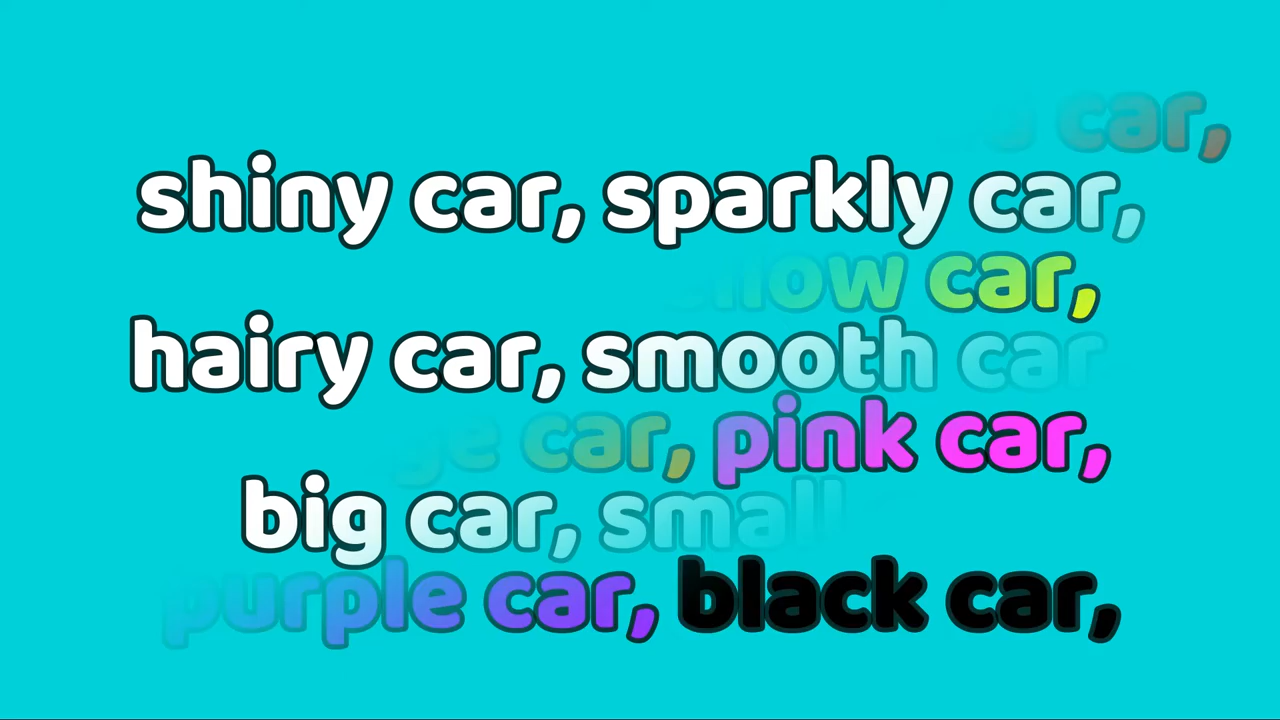 car,
shiny car, sparkly car,
car,
hairy car, smooth car
car, pink car,
big car, small
purple car, black car,